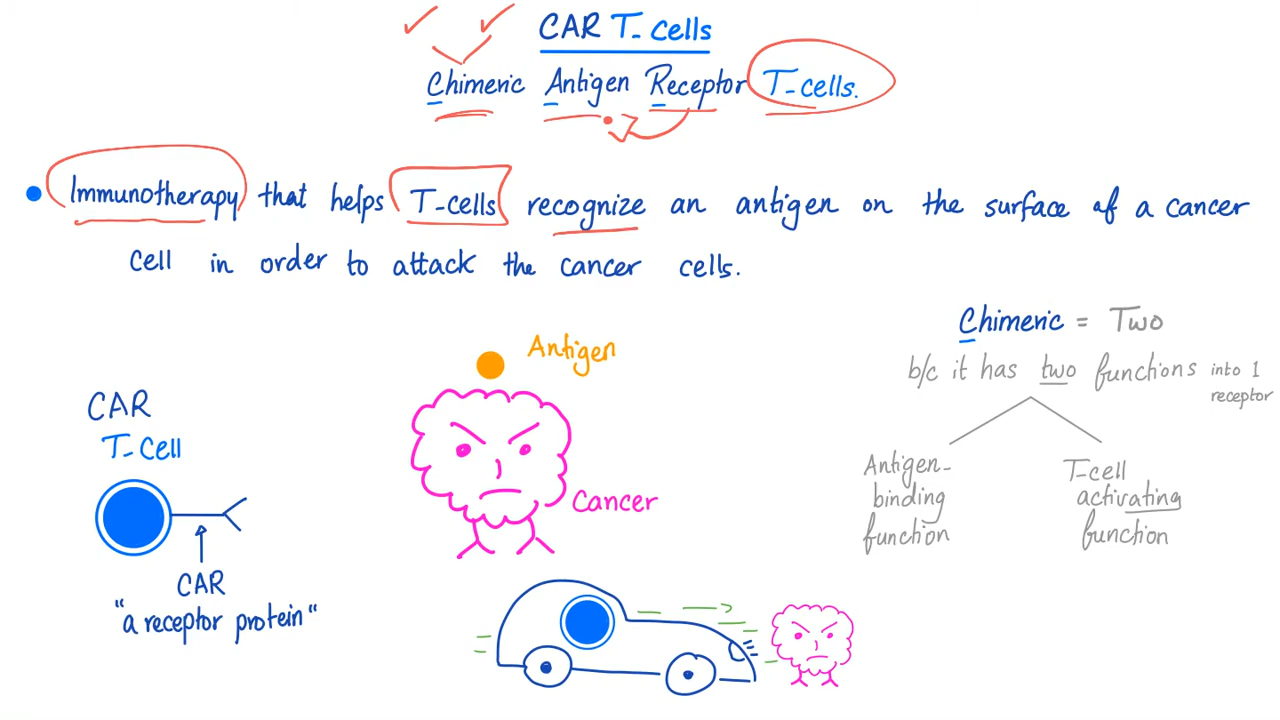 CAR T-cells
Chimeric Antigen Receptor T-cells.
Immunotherapy that helps T-cells recognize an antigen on the surface of a cancer
cell in order to attack the cancer cells.
Chimeric = Two
b/c it has two functions into 1
receptor
Antigen-
binding
function
T-cell
activating
function
Antigen
Cancer
CAR
T-Cell
CAR
"a receptor protein"